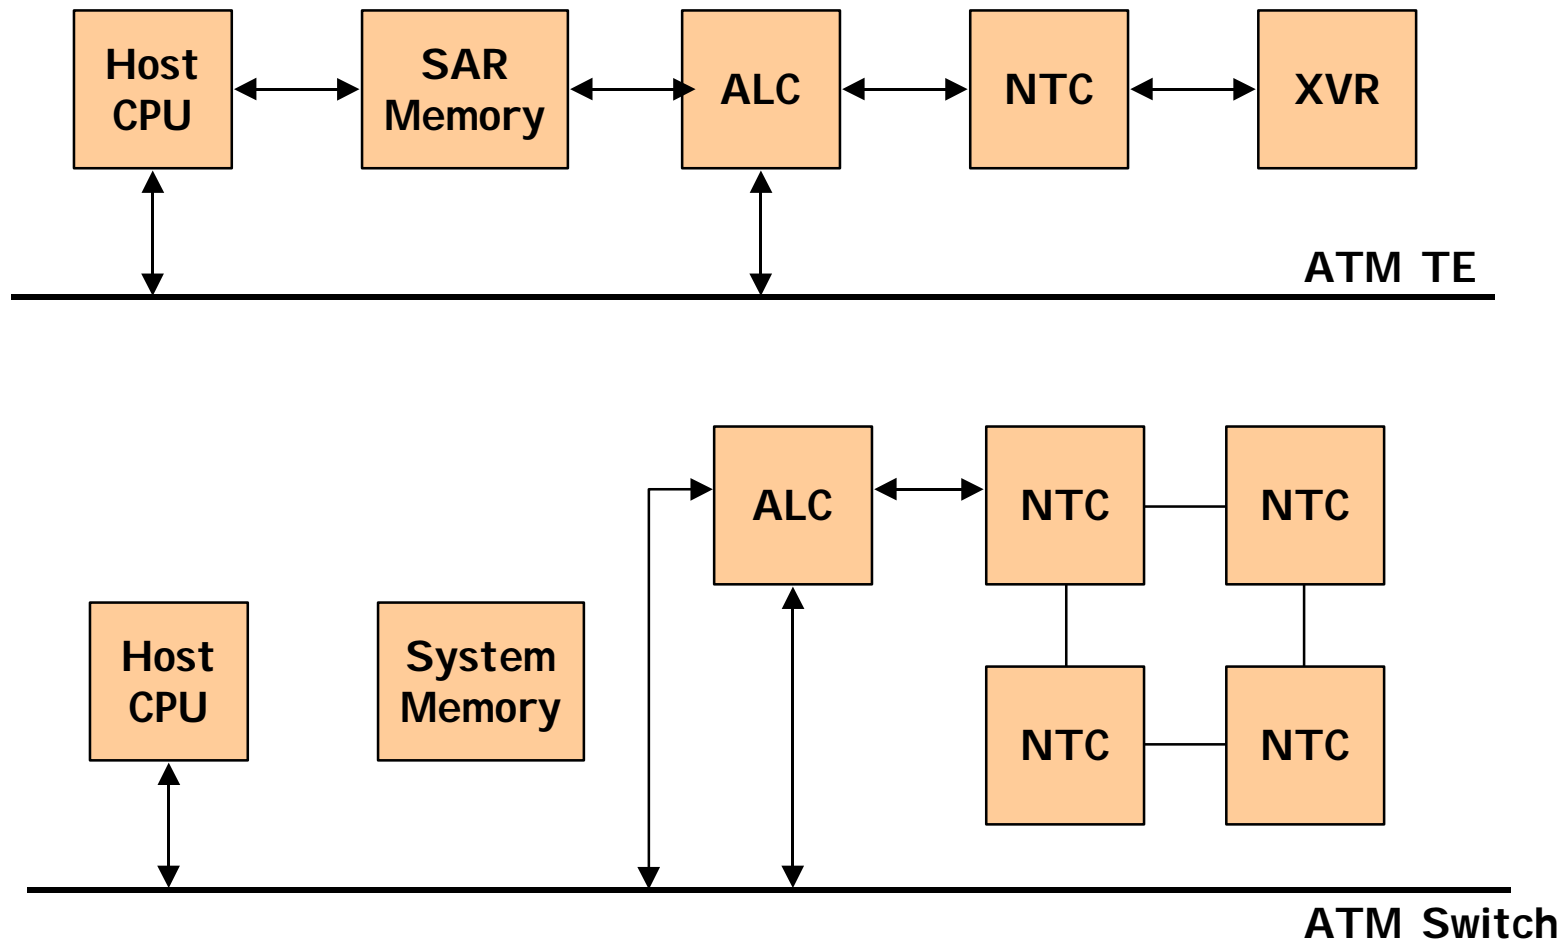 Host
CPU
SAR
Memory
ALC
NTC
XVR
ATM TE
ALC
NTC
NTC
Host
CPU
System
Memory
NTC
NTC
ATM Switch